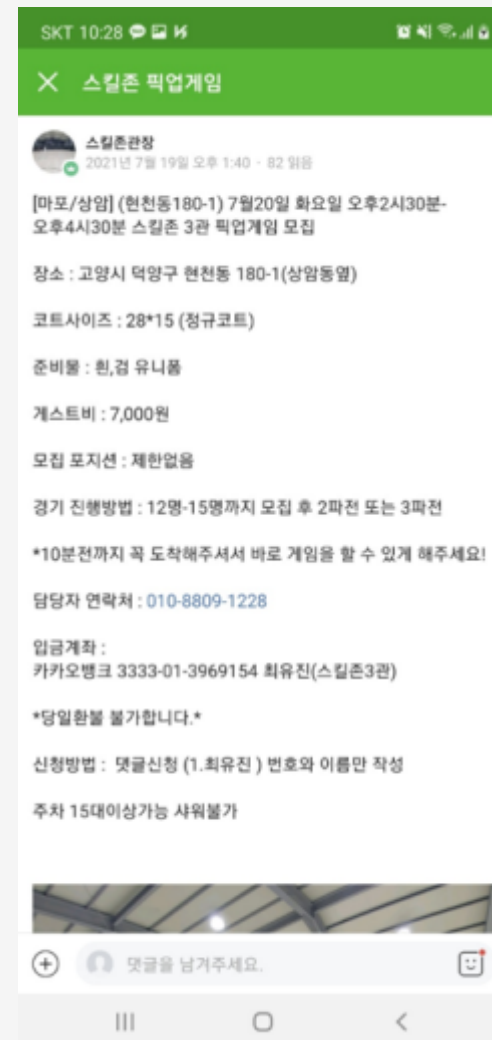 SKT 10:28
스킬존 픽업게임
스킬존관장
2021년 7월 19일 오후 1:40 · 82 읽음
[마포/상암] (현천동180-1) 7월20일 화요일 오후2시30분-
오후4시30분 스킬존 3관 픽업게임 모집
장소 : 고양시 덕양구 현천동 180-1(상암동옆)
코트사이즈 : 28*15 (정규코트)
준비물 : 흰,검 유니폼
게스트비 : 7,000원
모집 포지션 : 제한없음
경기 진행방법 : 12명-15명까지 모집 후 2파전 또는 3파전
*10분전까지 꼭 도착해주셔서 바로 게임을 할 수 있게 해주세요!
담당자 연락처 : 010-8809-1228
입금계좌 :
카카오뱅크 3333-01-3969154 최유진(스킬존3관)
*당일환불 불가합니다.*
신청방법 : 댓글신청 (1.최유진 ) 번호와 이름만 작성
주차 15대이상가능 샤워불가
댓글을 남겨주세요.